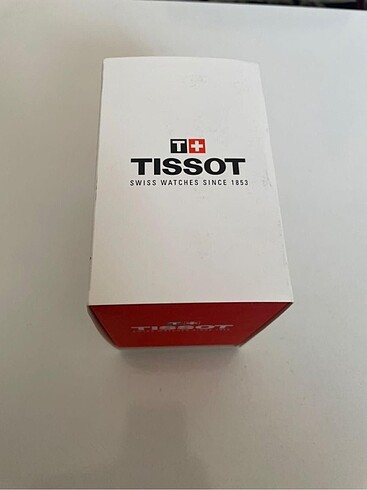 T+
TISSOT
SWISS WATCHES SINCE 1853
T+
TISSOT